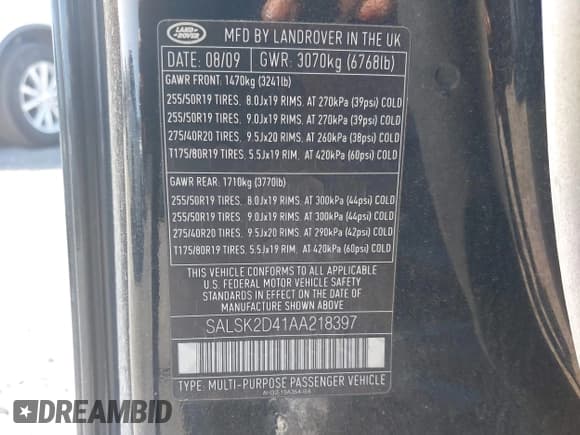 LAND
ROVER
MFD BY LANDROVER IN THE UK
DATE: 08/09 GWR: 3070kg (6768lb)
GAWR FRONT: 1470kg (3241lb)
255/50R19 TIRES, 8.0Jx19 RIMS, AT 270kPa (39psi) COLD
255/50R19 TIRES, 9.0Jx19 RIMS, AT 270kPa (39psi) COLD
275/40R20 TIRES, 9.5Jx20 RIMS, AT 260kPa (38psi) COLD
T175/80R19 TIRES, 5.5Jx19 RIM, AT 420kPa (60psi) COLD
GAWR REAR: 1710kg (3770lb)
255/50R19 TIRES, 8.0Jx19 RIMS, AT 300kPa (44psi) COLD
255/50R19 TIRES, 9.0Jx19 RIMS, AT 300kPa (44psi) COLD
275/40R20 TIRES, 9.5Jx20 RIMS, AT 290kPa (42psi) COLD
T175/80R19 TIRES, 5.5Jx19 RIM, AT 420kPa (60psi) COLD
THIS VEHICLE CONFORMS TO ALL APPLICABLE
U.S. FEDERAL MOTOR VEHICLE SAFETY
STANDARDS IN EFFECT ON THE DATE OF
MANUFACTURE SHOWN ABOVE.
SALSK2D41AA218397
TYPE: MULTI-PURPOSE PASSENGER VEHICLE
DREAMBID